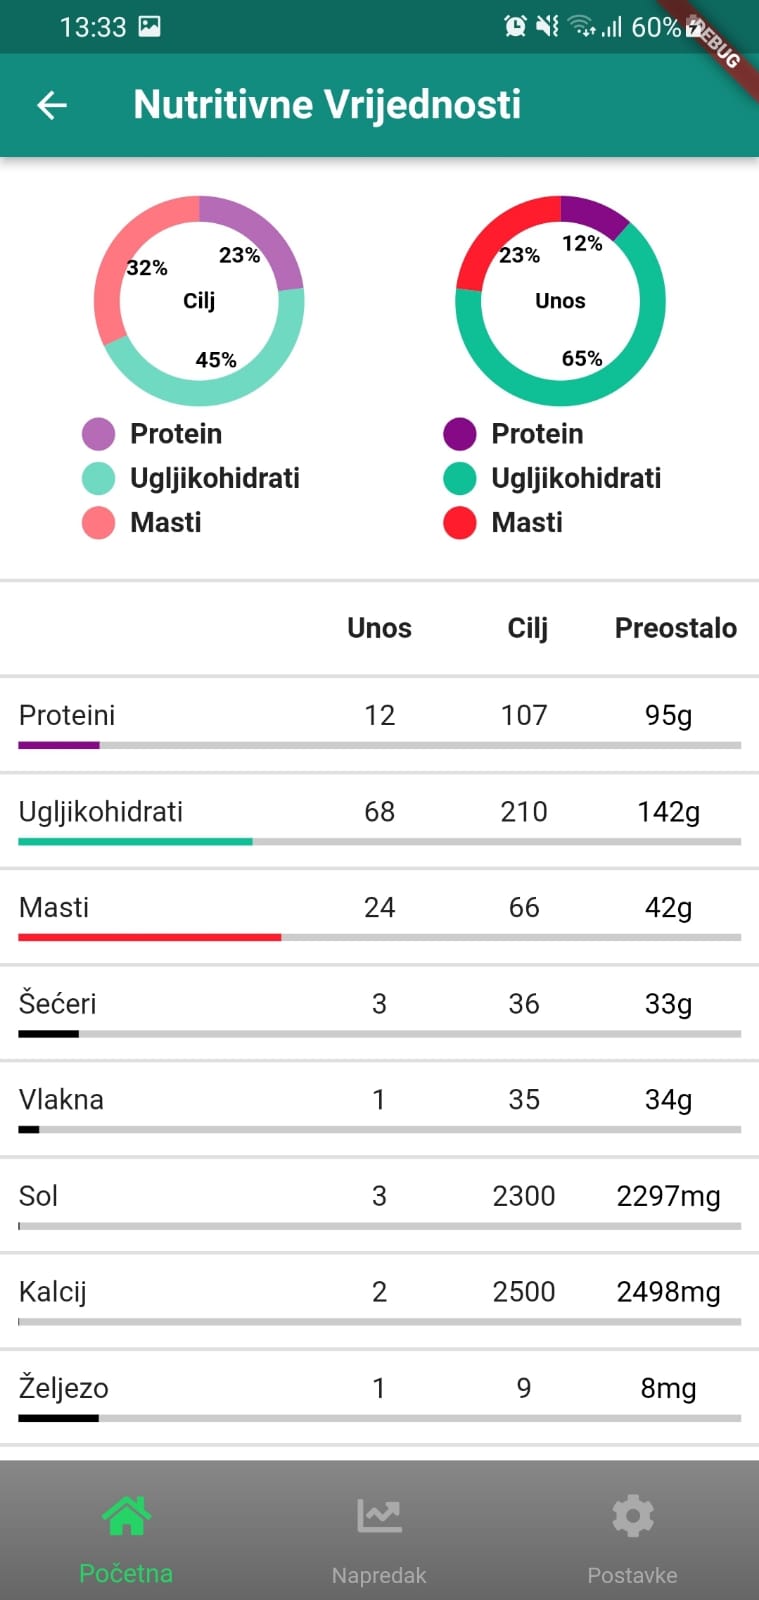 13:33 60%
DEBUG
Nutritivne Vrijednosti
32% 23%
Cilj
45%
23% 12%
Unos
65%
Protein
Ugljikohidrati
Masti
Protein
Ugljikohidrati
Masti
Unos Cilj Preostalo
Proteini 12 107 95g
Ugljikohidrati 68 210 142g
Masti 24 66 42g
Šećeri 3 36 33g
Vlakna 1 35 34g
Sol 3 2300 2297mg
Kalcij 2 2500 2498mg
Željezo 1 9 8mg
Početna Napredak Postavke